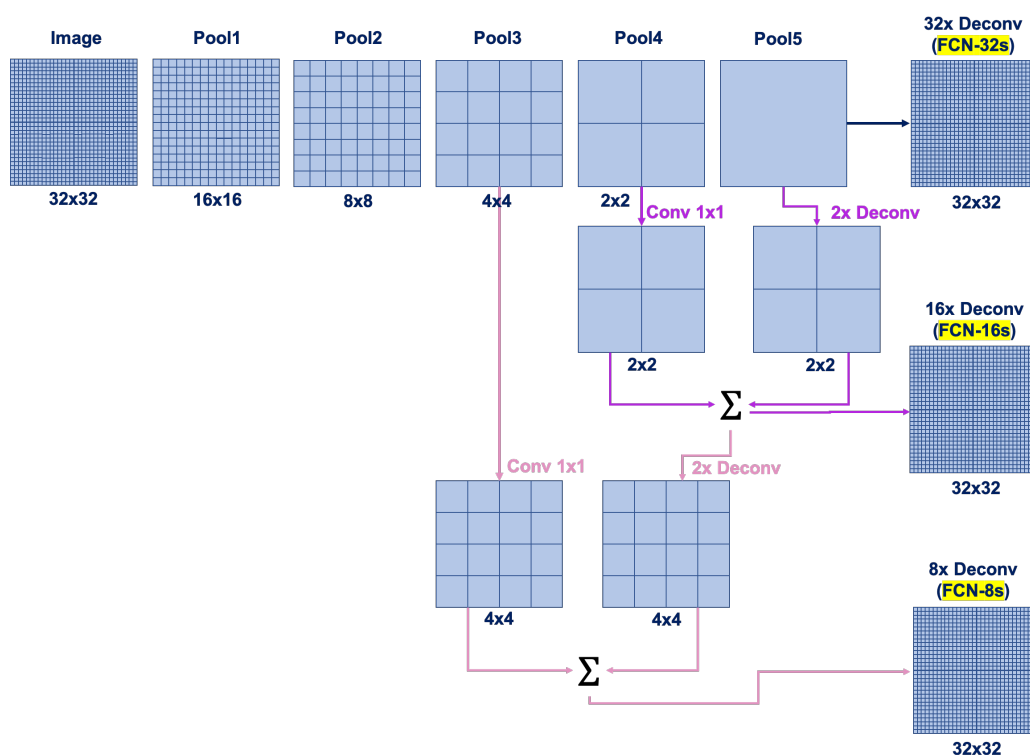 Image
Pool1
Pool2
Pool3
Pool4
Pool5
32x Deconv
(FCN-32s)
32x32
16x16
8x8
4x4
2x2
32x32
Conv 1x1
2x Deconv
16x Deconv
(FCN-16s)
2x2
2x2
Σ
32x32
Conv 1x1
2x Deconv
8x Deconv
(FCN-8s)
4x4
4x4
Σ
32x32